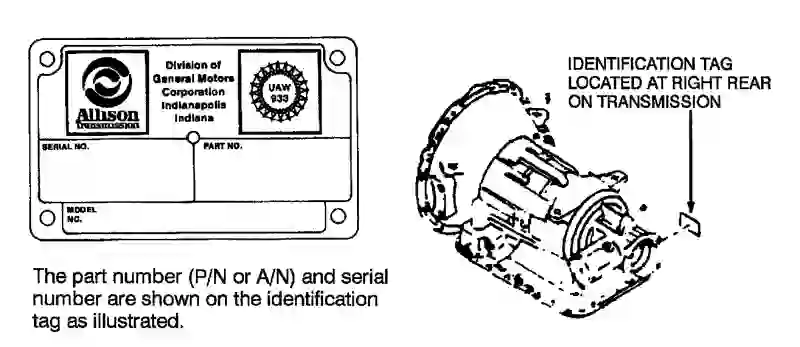 Allison
Transmission
Division of
General Motors
Corporation
Indianapolis
Indiana
UAW
933
SERIAL NO.
PART NO.
MODEL
NO.
The part number (P/N or A/N) and serial
number are shown on the identification
tag as illustrated.
IDENTIFICATION TAG
LOCATED AT RIGHT REAR
ON TRANSMISSION